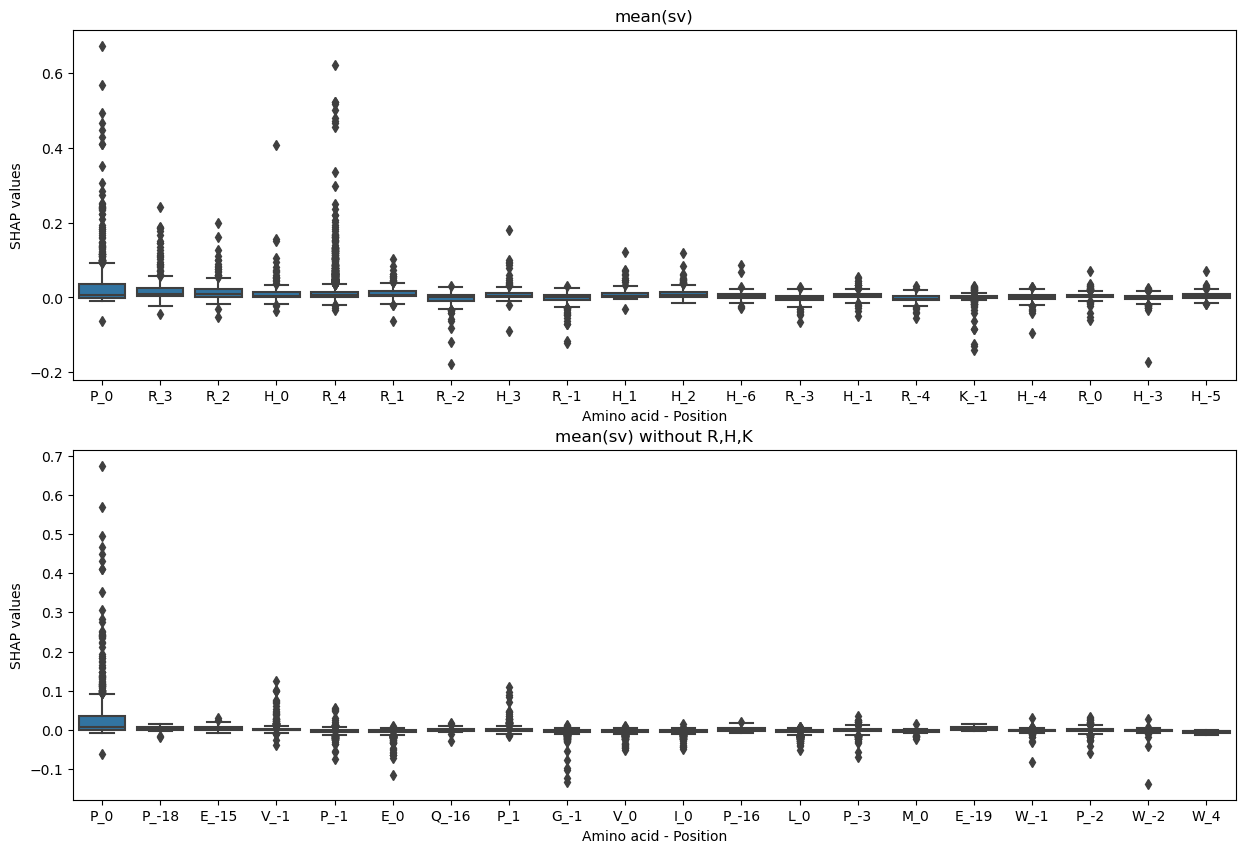 mean(sv)
SHAP values
0.6
0.4
0.2
0.0
−0.2
P_0 R_3 R_2 H_0 R_4 R_1 R_-2 H_3 R_-1 H_1 H_2 H_-6 R_-3 H_-1 R_-4 K_-1 H_-4 R_0 H_-3 H_-5
Amino acid - Position
mean(sv) without R,H,K
SHAP values
0.7
0.6
0.5
0.4
0.3
0.2
0.1
0.0
−0.1
P_0 P_-18 E_-15 V_-1 P_-1 E_0 Q_-16 P_1 G_-1 V_0 I_0 P_-16 L_0 P_-3 M_0 E_-19 W_-1 P_-2 W_-2 W_4
Amino acid - Position